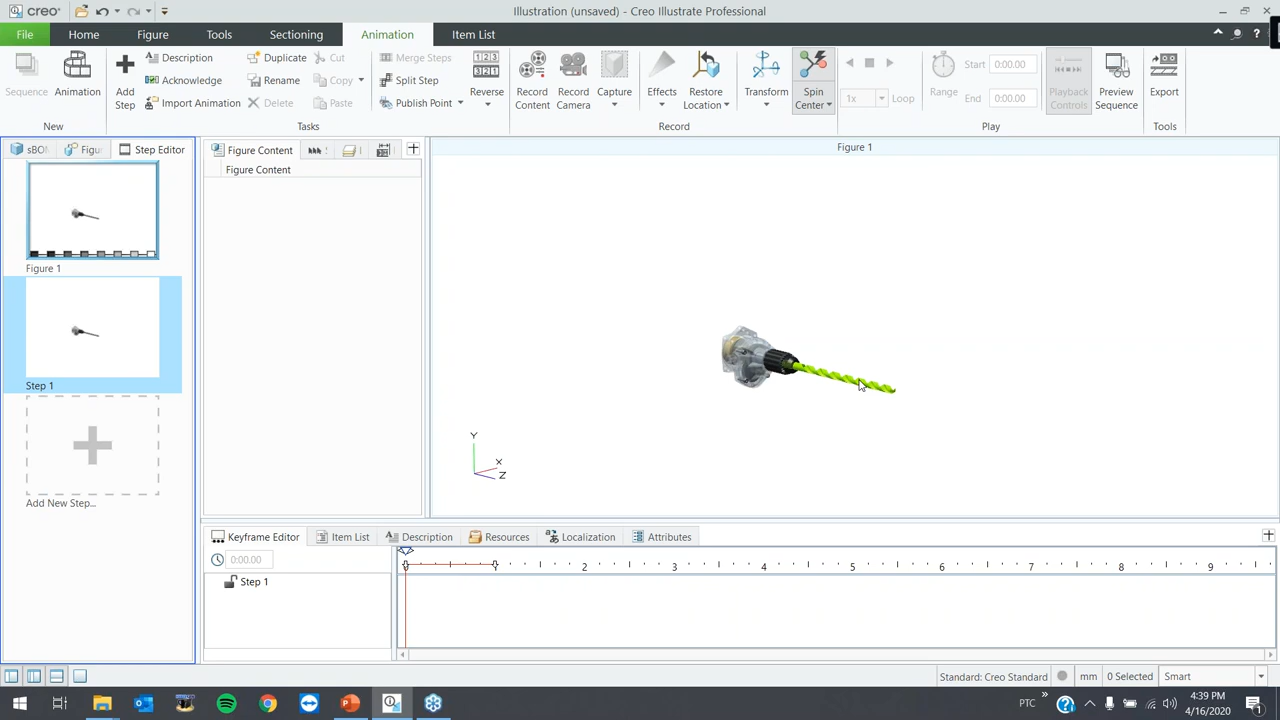 creo
Illustration (unsaved) - Creo Illustrate Professional
File
Home
Figure
Tools
Sectioning
Animation
Item List
Sequence
Animation
New
Add Step
Description
Acknowledge
Import Animation
Duplicate
Rename
Delete
Cut
Copy
Paste
Tasks
Merge Steps
Split Step
Publish Point
Reverse
Record Content
Record Camera
Capture
Effects
Restore Location
Record
Transform
Spin Center
1x
Loop
Range
Start
0:00.00
End
0:00.00
Play
Playback Controls
Preview Sequence
Export
Tools
sBO
Figu
Step Editor
Figure 1
Step 1
Add New Step...
Figure Content
Figure Content
Figure 1
Y
X
Z
Keyframe Editor
Item List
Description
Resources
Localization
Attributes
0:00.00
Step 1
2
3
4
5
6
7
8
9
Standard: Creo Standard
mm
0 Selected
Smart
PTC
4:39 PM
4/16/2020